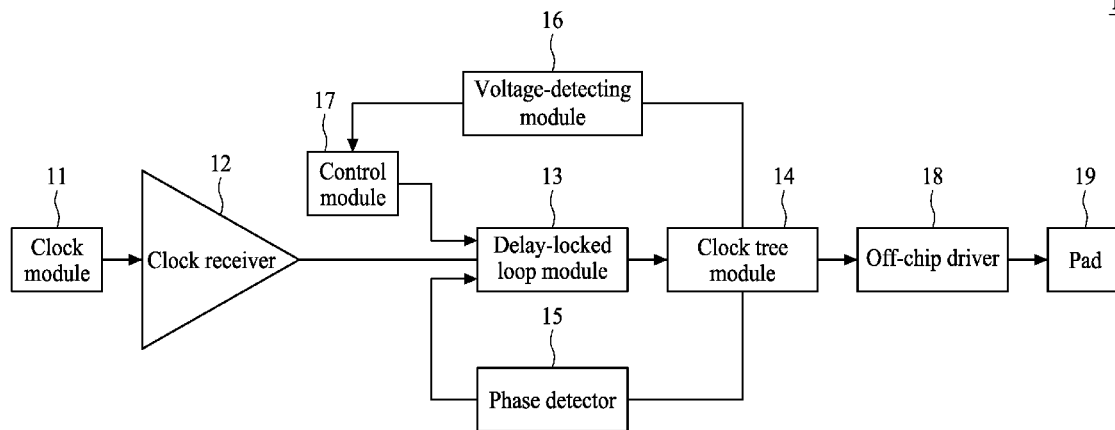 1
16
Voltage-detecting
module
17
Control
module
11
Clock
module
12
Clock receiver
13
Delay-locked
loop module
14
Clock tree
module
18
Off-chip driver
19
Pad
15
Phase detector